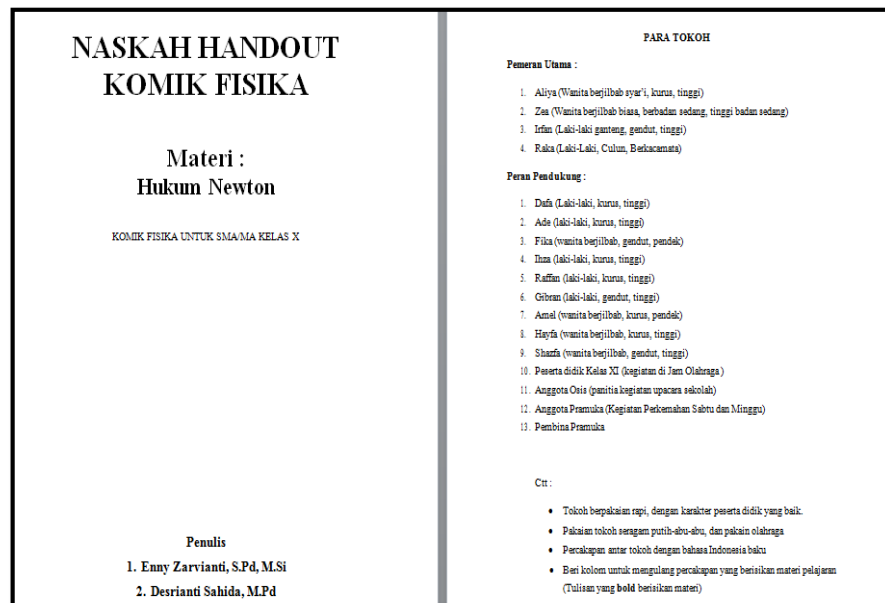 NASKAH HANDOUT
KOMIK FISIKA
Materi :
Hukum Newton
KOMIK FISIKA UNTUK SMA/MA KELAS X
Penulis
1. Enny Zarvianti, S.Pd, M.Si
2. Desrianti Sahida, M.Pd
PARA TOKOH
Pemeran Utama :
1. Aliya (Wanita berjilbab syar’i, kurus, tinggi)
2. Zea (Wanita berjilbab biasa, berbadan sedang, tinggi badan sedang)
3. Irfan (Laki-laki ganteng, gendut, tinggi)
4. Raka (Laki-Laki, Culun, Berkacamata)
Peran Pendukung :
1. Dafa (Laki-laki, kurus, tinggi)
2. Ade (laki-laki, kurus, tinggi)
3. Fika (wanita berjilbab, gendut, pendek)
4. Ihza (laki-laki, kurus, tinggi)
5. Raffan (laki-laki, kurus, tinggi)
6. Gibran (laki-laki, gendut, tinggi)
7. Amel (wanita berjilbab, kurus, pendek)
8. Hayfa (wanita berjilbab, kurus, tinggi)
9. Shazfa (wanita berjilbab, gendut, tinggi)
10. Peserta didik Kelas XI (kegiatan di Jam Olahraga )
11. Anggota Osis (panitia kegiatan upacara sekolah)
12. Anggota Pramuka (Kegiatan Perkemahan Sabtu dan Minggu)
13. Pembina Pramuka
Ctt :
• Tokoh berpakaian rapi, dengan karakter peserta didik yang baik.
• Pakaian tokoh seragam putih-abu-abu, dan pakain olahraga
• Percakapan antar tokoh dengan bahasa Indonesia baku
• Beri kolom untuk mengulang percakapan yang berisikan materi pelajaran
(Tulisan yang bold berisikan materi)